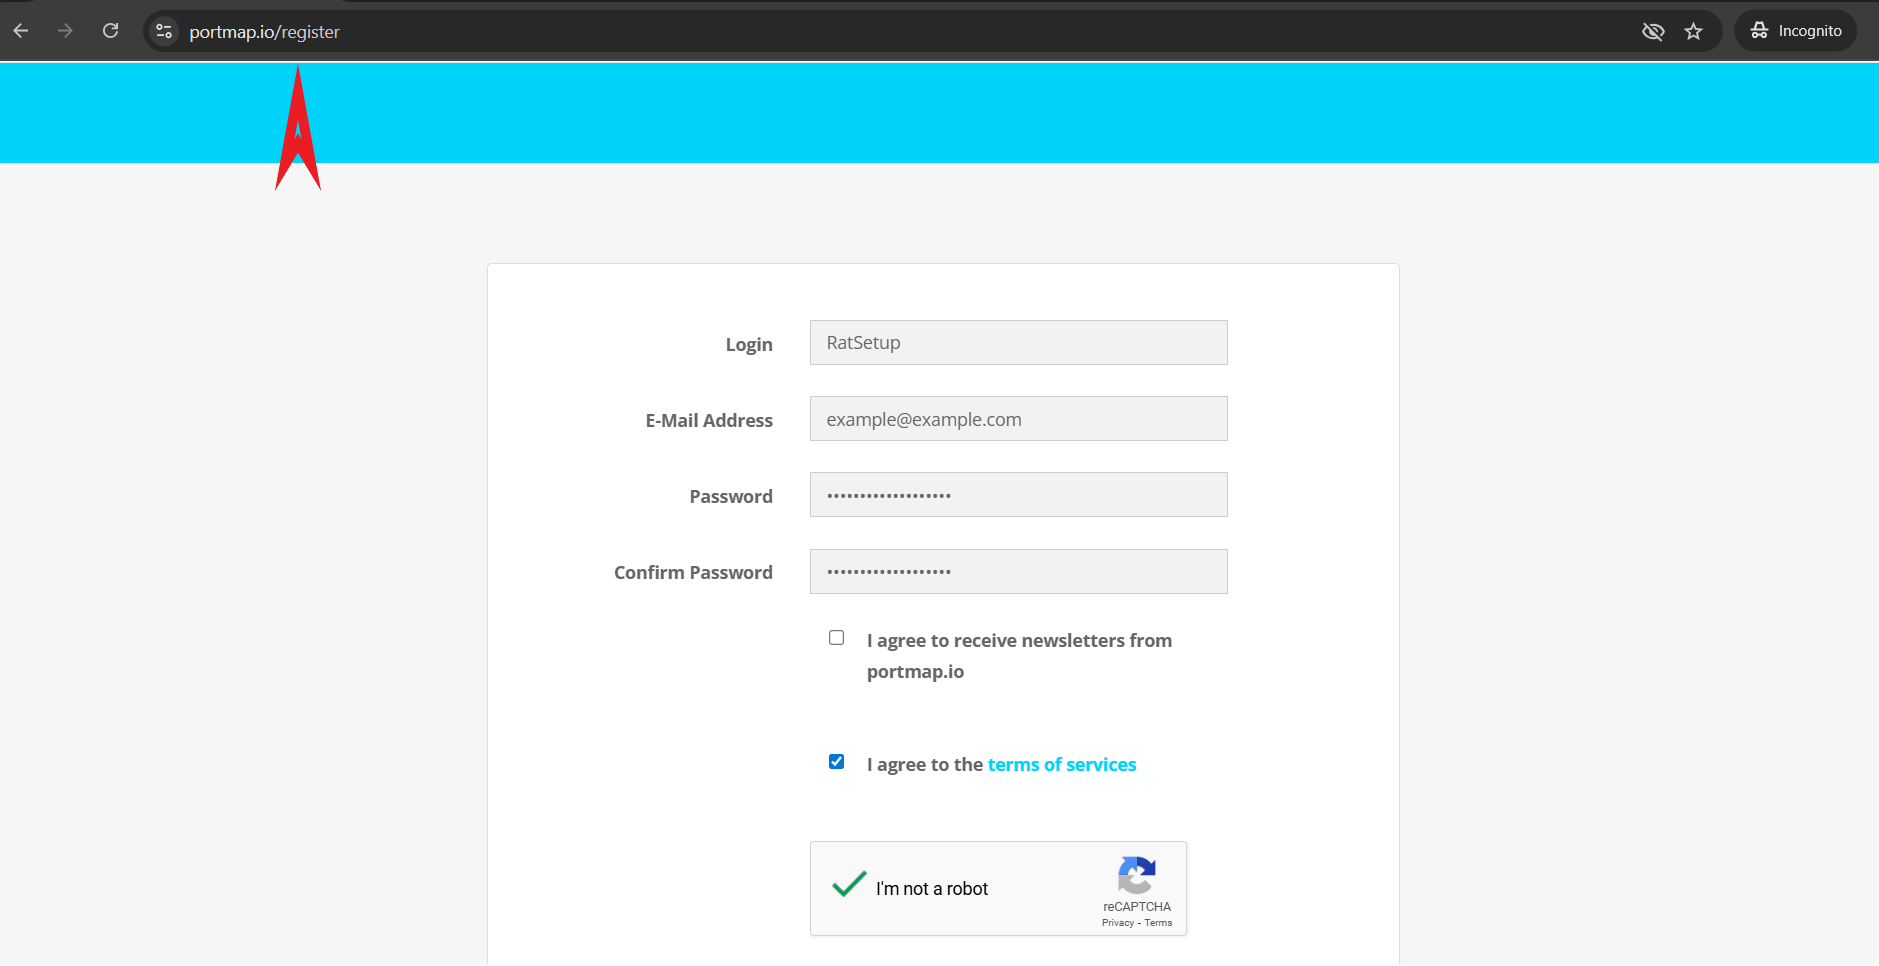 portmap.io/register
Incognito
Login
RatSetup
E-Mail Address
example@example.com
Password
•••••••••••••••••••
Confirm Password
•••••••••••••••••••
I agree to receive newsletters from
portmap.io
I agree to the terms of services
I'm not a robot
reCAPTCHA
Privacy - Terms